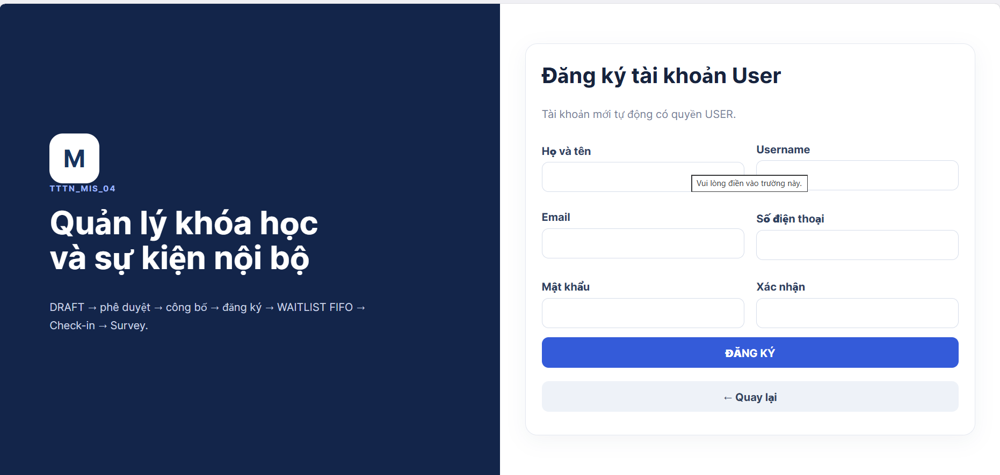 M
TTTN_MIS_04
Quản lý khóa học
và sự kiện nội bộ
DRAFT → phê duyệt → công bố → đăng ký → WAITLIST FIFO →
Check-in → Survey.
Đăng ký tài khoản User
Tài khoản mới tự động có quyền USER.
Họ và tên
Username
Vui lòng điền vào trường này.
Email
Số điện thoại
Mật khẩu
Xác nhận
ĐĂNG KÝ
← Quay lại